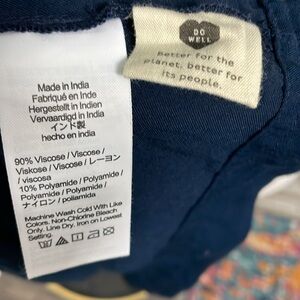 DO
WELL
Better for the
planet, better for
its people.
Made in India
Fabriqué en Inde
Hergestellt in Indien
Vervaardigd in India
インド製
hecho en india
90% Viscose / Viscose /
Viskose / Viscose / レーヨン
/ viscosa
10% Polyamide / Polyamide /
Polyamide / Polyamide /
ナイロン / poliamida
Machine Wash Cold With Like
Colors. Non-Chlorine Bleach
Only. Line Dry. Iron on Lowest
Setting.